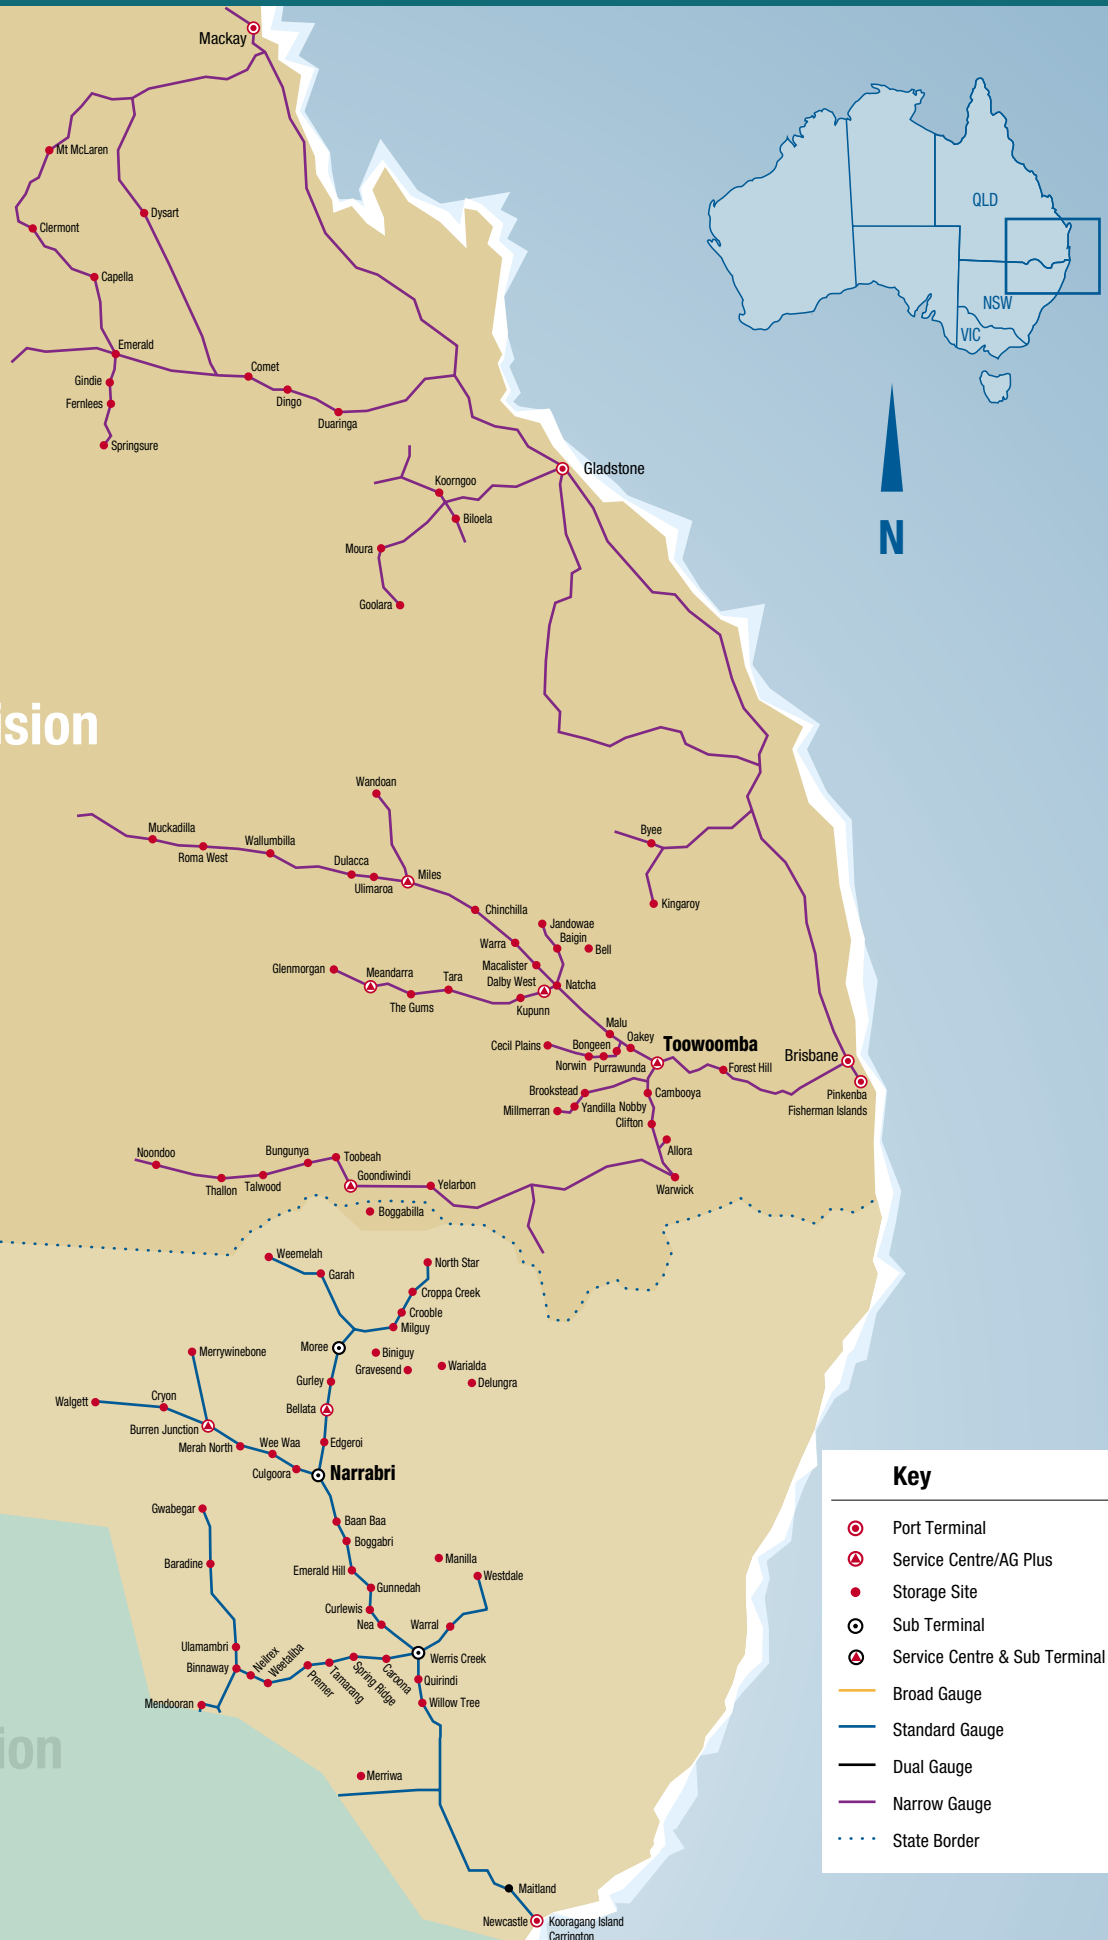 Mackay
Mt McLaren
QLD
Dysart
Clermont
Capella
NSW
VIC
Emerald
Comet
Gindie
Dingo
Fernlees
Duaringa
Springsure
Gladstone
Koorngoo
Biloela
N
Moura
Goolara
ision
Wandoan
Muckadilla
Byee
Wallumbilla
Roma West
Dulacca
Miles
Ulimaroa
Kingaroy
Chinchilla
Jandowae
Baigin
Warra
Bell
Macalister
Glenmorgan
Meandarra
Tara
Dalby West
Natcha
The Gums
Kupunn
Malu
Oakey
Toowoomba
Cecil Plains
Bongeen
Brisbane
Norwin
Purrawunda
Forest Hill
Brookstead
Cambooya
Pinkenba
Millmerran
Yandilla
Nobby
Fisherman Islands
Clifton
Allora
Noondoo
Bungunya
Toobeah
Goondiwindi
Thallon
Talwood
Yelarbon
Warwick
Boggabilla
Weemelah
North Star
Garah
Croppa Creek
Crooble
Milguy
Moree
Merrywinebone
Biniguy
Gravesend
Warialda
Gurley
Delungra
Walgett
Cryon
Bellata
Burren Junction
Merah North
Wee Waa
Edgeroi
Culgoora
Narrabri
Key
Gwabegar
Baan Baa
Port Terminal
Boggabri
Manilla
Service Centre/AG Plus
Baradine
Emerald Hill
Westdale
Gunnedah
Storage Site
Curlewis
Nea
Warral
Sub Terminal
Ulamambri
Neilrex
Weetaliba
Werris Creek
Service Centre & Sub Terminal
Binnaway
Premer
Tamarang
Spring Ridge
Caroona
Quirindi
Broad Gauge
Mendooran
Willow Tree
Standard Gauge
ion
Dual Gauge
Merriwa
Narrow Gauge
State Border
Maitland
Newcastle
Kooragang Island
Carrington